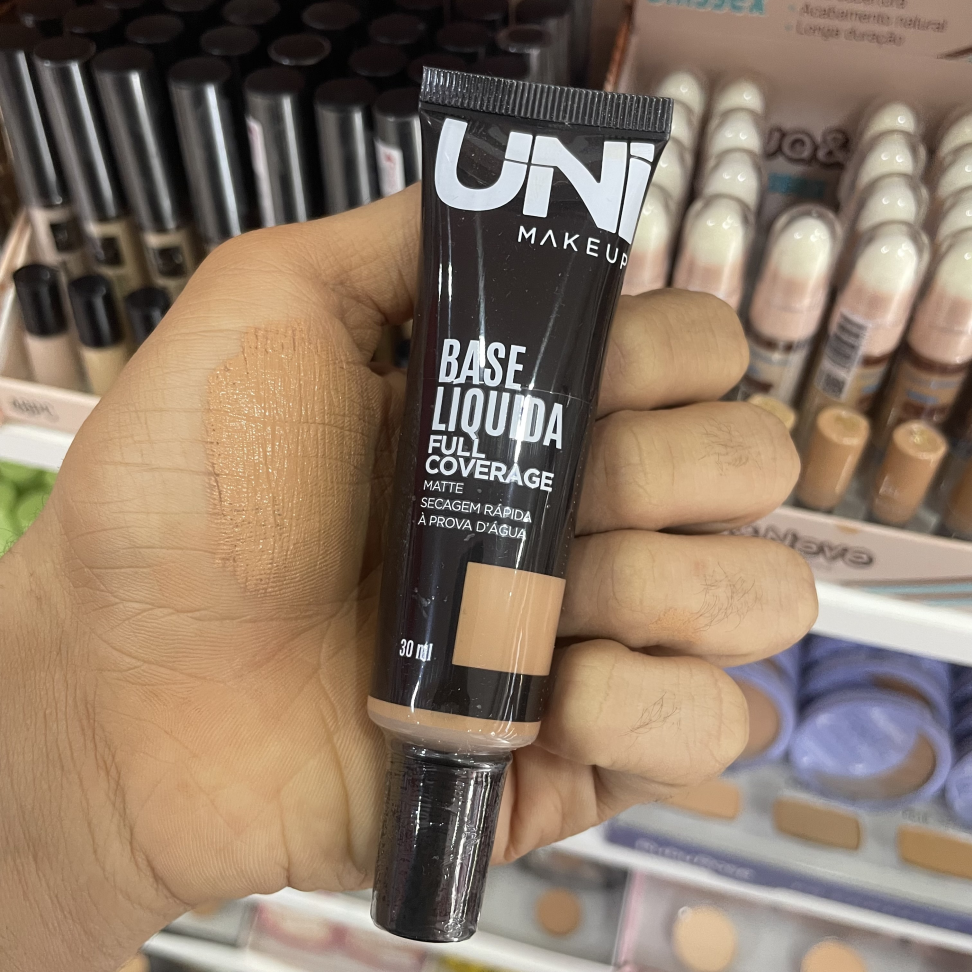 Acabamento natural
Longa duração
UNI
MAKEUP
BASE
LIQUIDA
FULL
COVERAGE
MATTE
SECAGEM RÁPIDA
À PROVA D'ÁGUA
30 ml